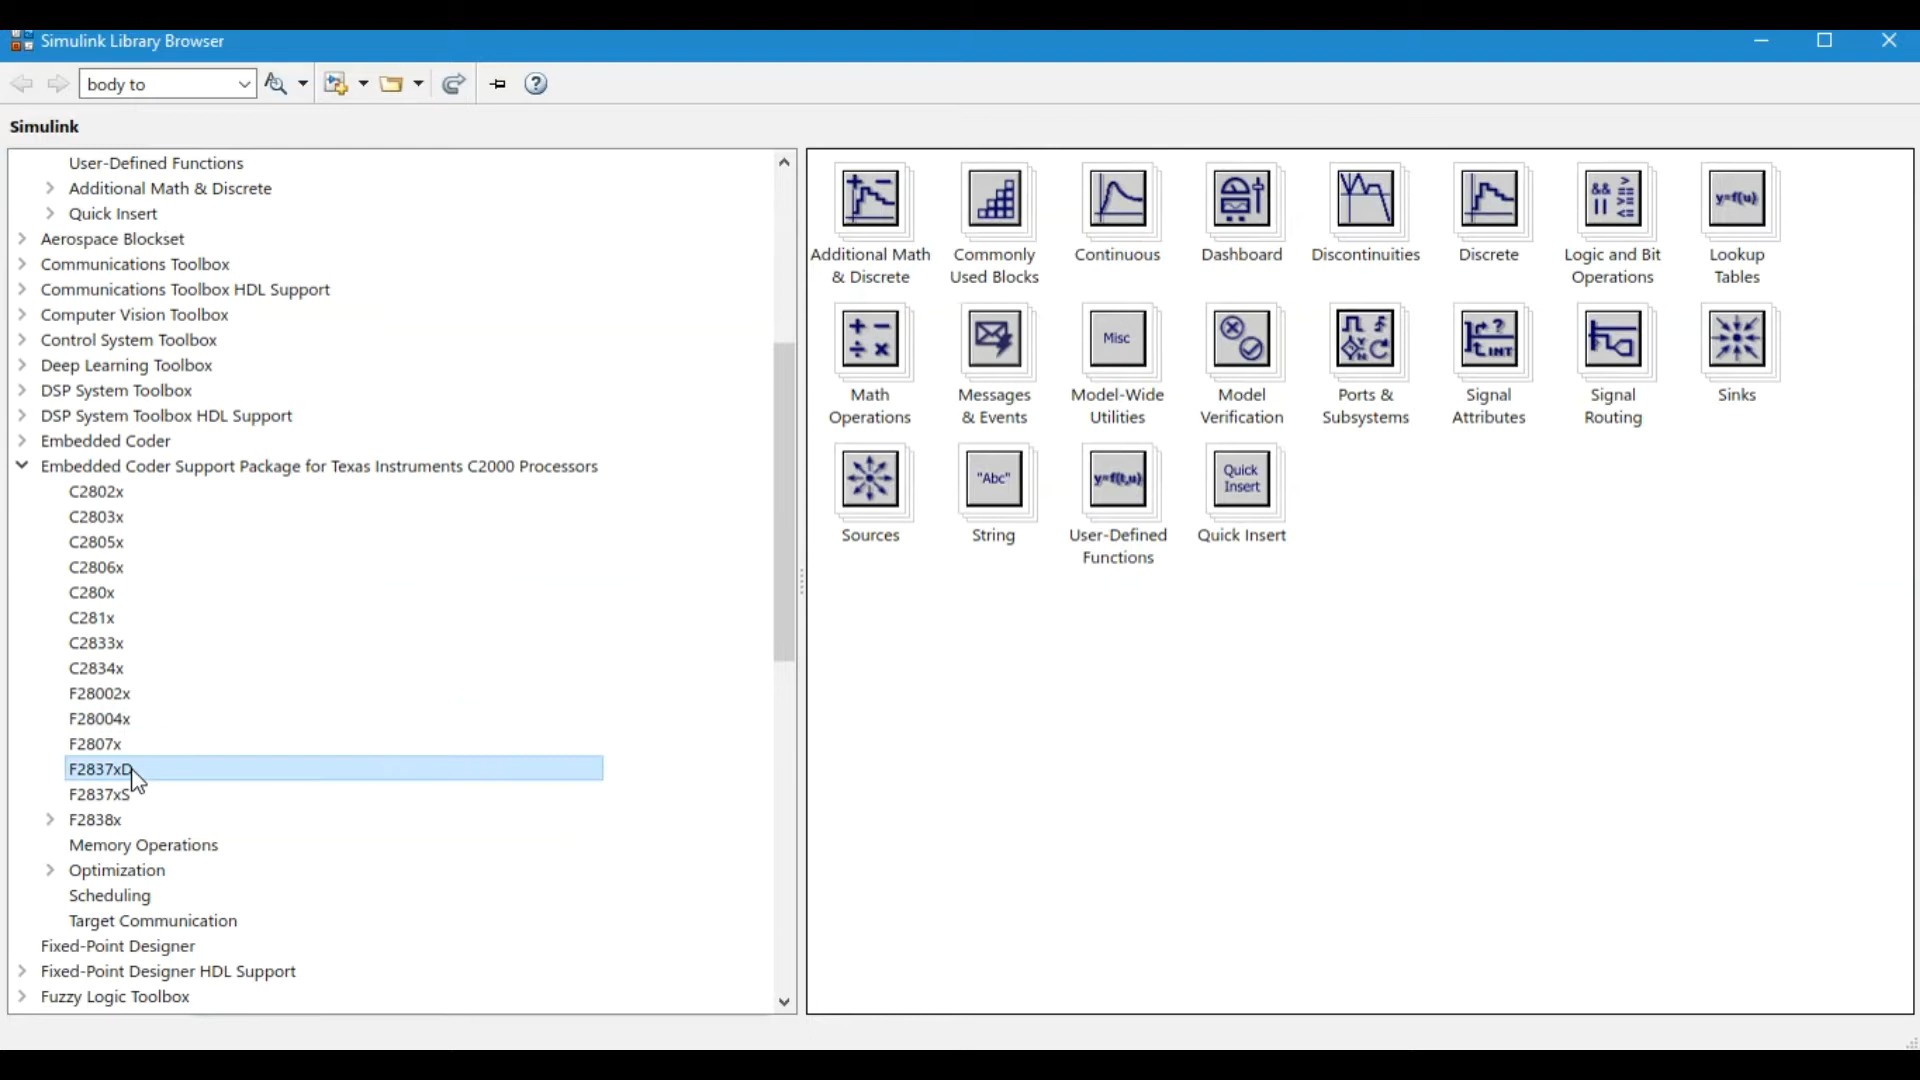 Simulink Library Browser
body to
Simulink
User-Defined Functions
Additional Math & Discrete
Quick Insert
Aerospace Blockset
Communications Toolbox
Communications Toolbox HDL Support
Computer Vision Toolbox
Control System Toolbox
Deep Learning Toolbox
DSP System Toolbox
DSP System Toolbox HDL Support
Embedded Coder
Embedded Coder Support Package for Texas Instruments C2000 Processors
C2802x
C2803x
C2805x
C2806x
C280x
C281x
C2833x
C2834x
F28002x
F28004x
F2807x
F2837xD
F2837xS
F2838x
Memory Operations
Optimization
Scheduling
Target Communication
Fixed-Point Designer
Fixed-Point Designer HDL Support
Fuzzy Logic Toolbox
y=f(u)
Additional Math
& Discrete
Commonly
Used Blocks
Continuous
Dashboard
Discontinuities
Discrete
Logic and Bit
Operations
Lookup
Tables
Misc
Math
Operations
Messages
& Events
Model-Wide
Utilities
Model
Verification
Ports &
Subsystems
Signal
Attributes
Signal
Routing
Sinks
"Abc"
y=f(t,u)
Quick
Insert
Sources
String
User-Defined
Functions
Quick Insert